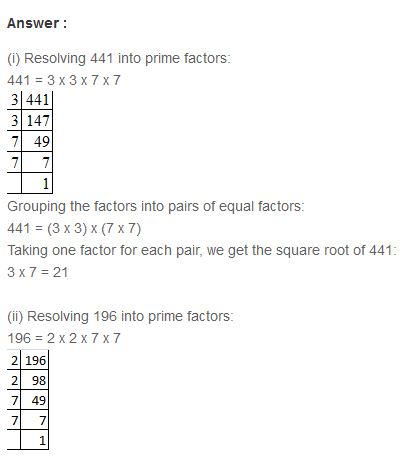 Answer :
(i) Resolving 441 into prime factors:
441 = 3 x 3 x 7 x 7
3 441
3 147
7 49
7 7
1
Grouping the factors into pairs of equal factors:
441 = (3 x 3) x (7 x 7)
Taking one factor for each pair, we get the square root of 441:
3 x 7 = 21
(ii) Resolving 196 into prime factors:
196 = 2 x 2 x 7 x 7
2 196
2 98
7 49
7 7
1